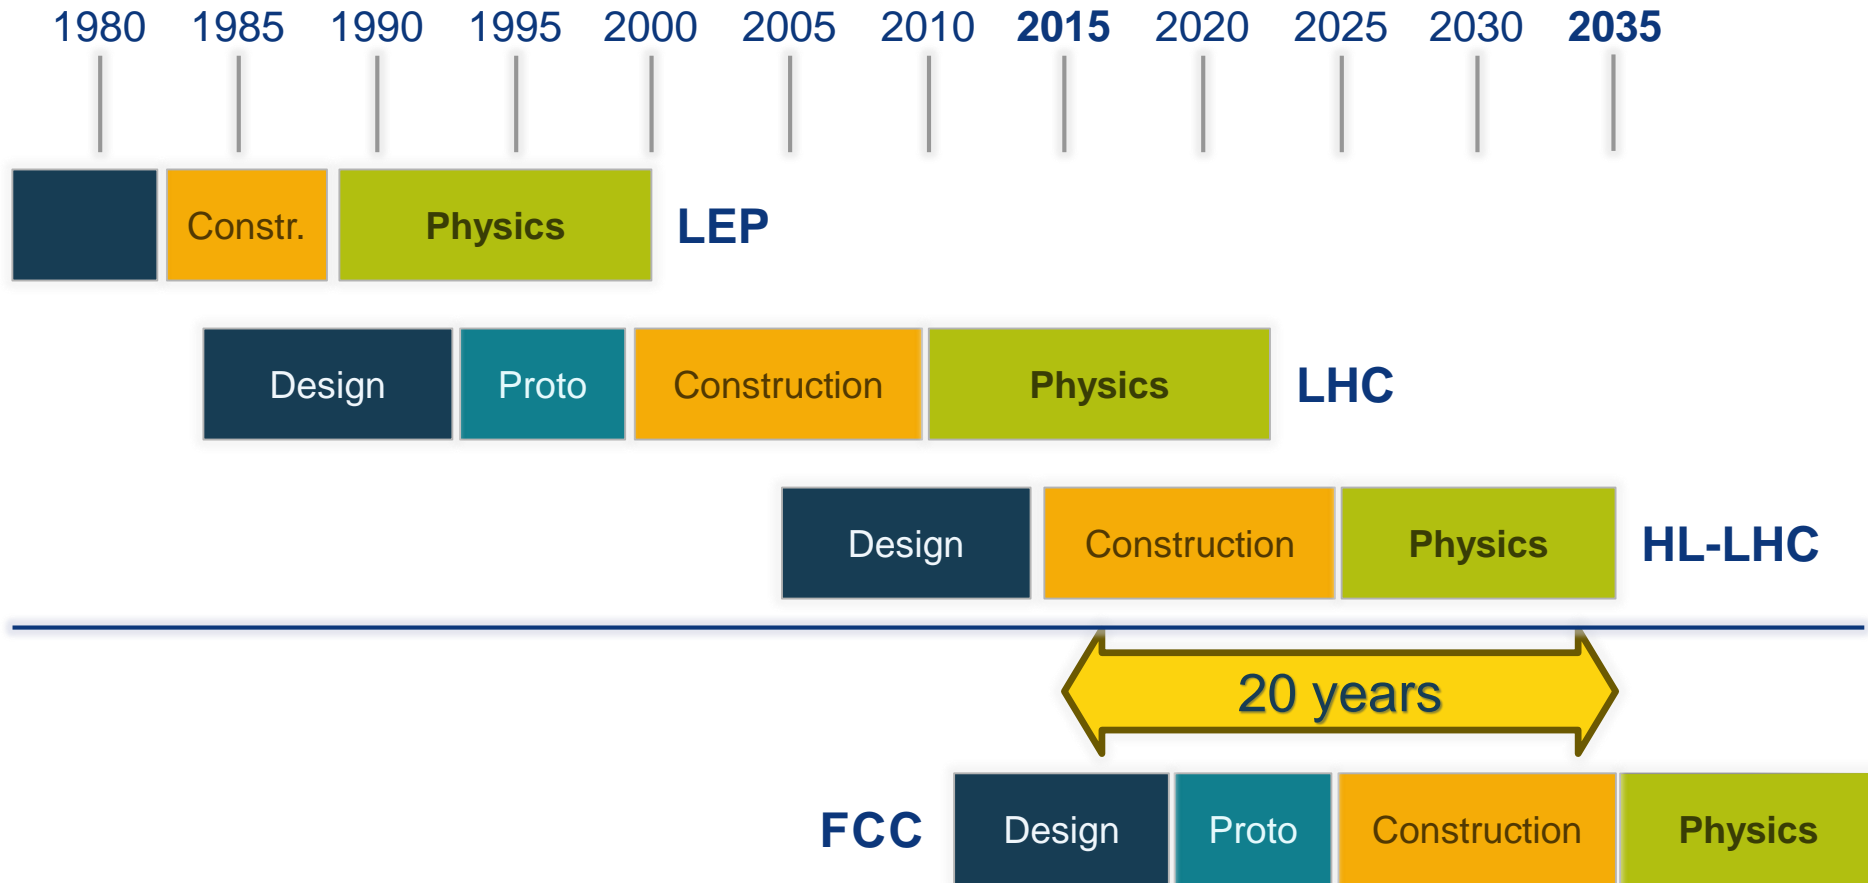 1980 1985 1990 1995 2000 2005 2010 2015 2020 2025 2030 2035
Constr. Physics LEP
Design Proto Construction Physics LHC
Design Construction Physics HL-LHC
20 years
FCC Design Proto Construction Physics